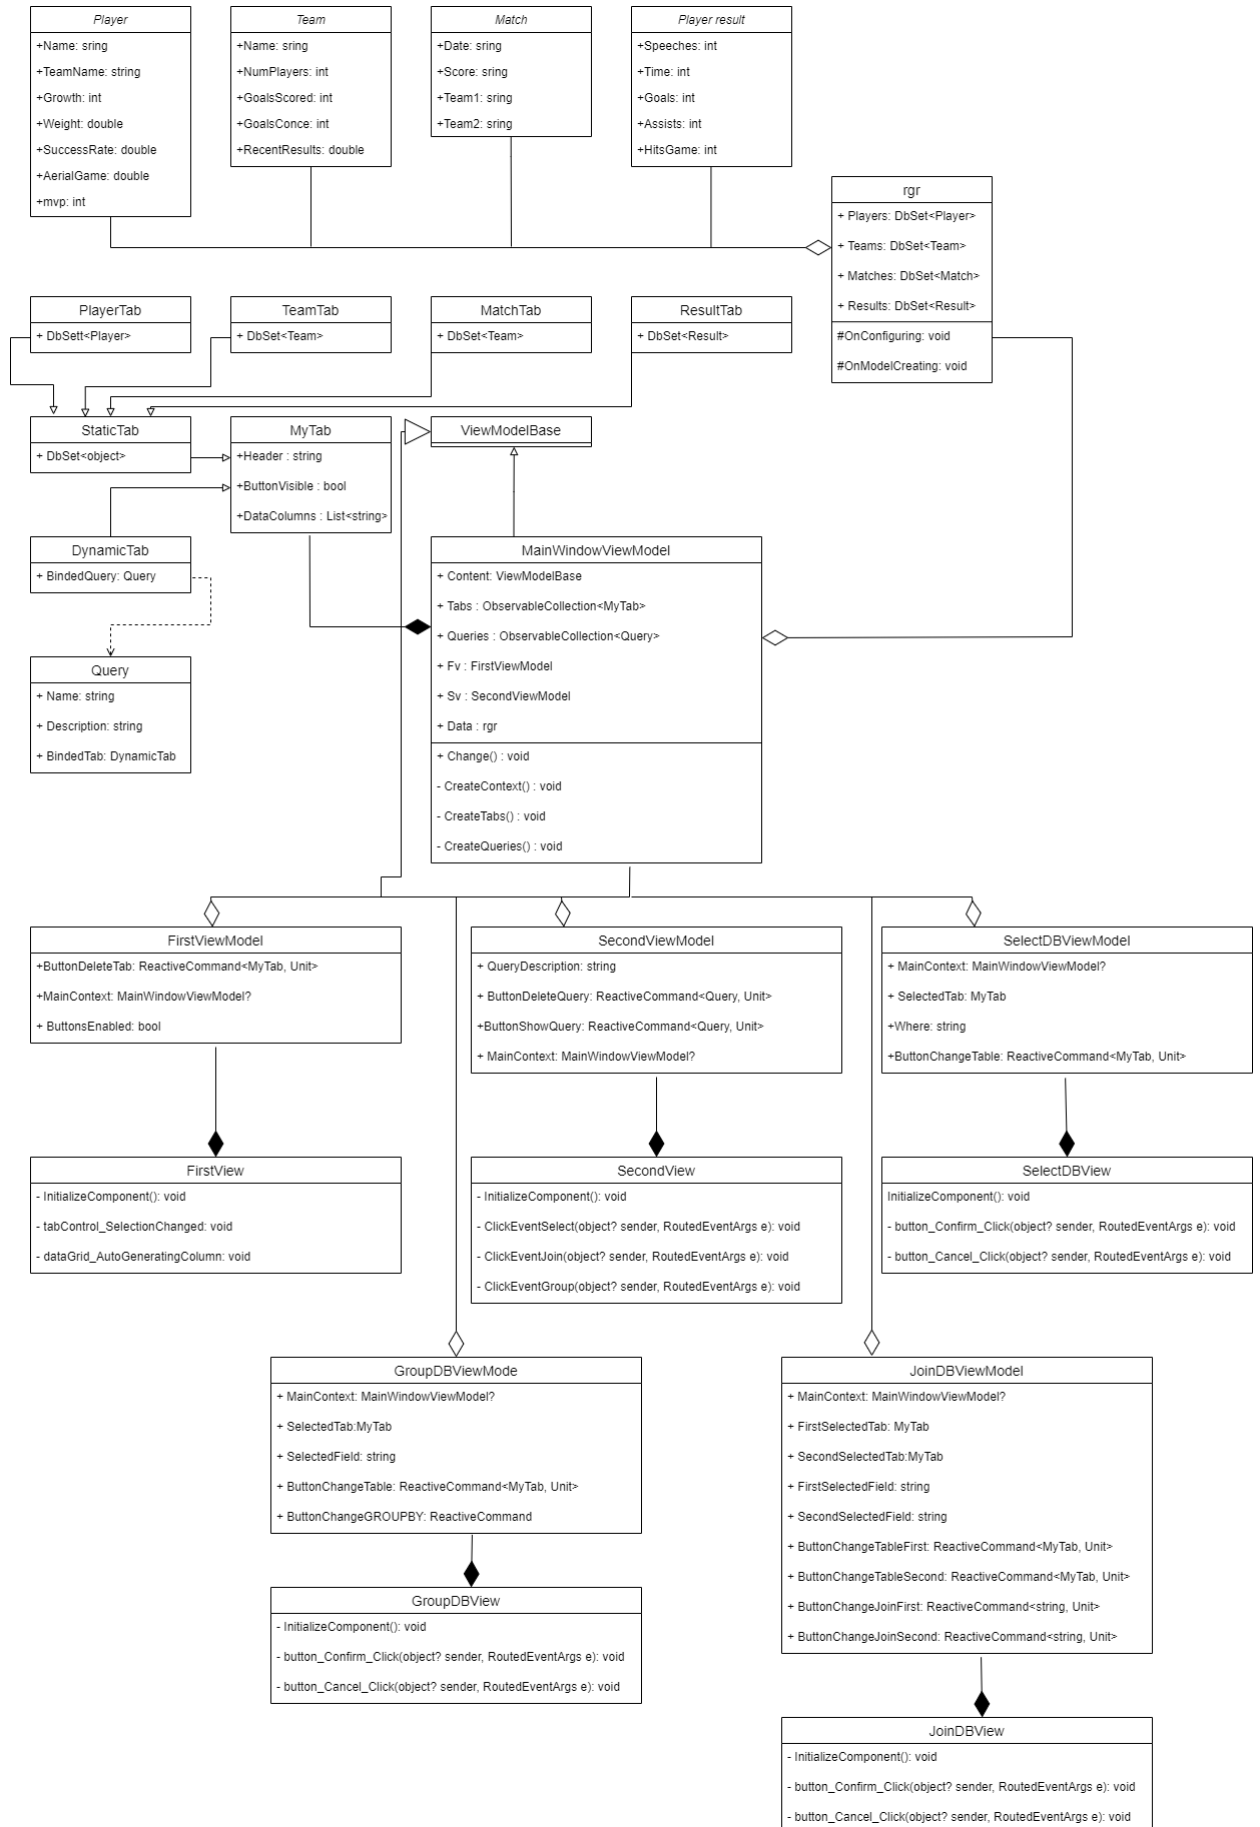 Player
+Name: sring
+TeamName: string
+Growth: int
+Weight: double
+SuccessRate: double
+AerialGame: double
+mvp: int
Team
+Name: sring
+NumPlayers: int
+GoalsScored: int
+GoalsConce: int
+RecentResults: double
Match
+Date: sring
+Score: sring
+Team1: sring
+Team2: sring
Player result
+Speeches: int
+Time: int
+Goals: int
+Assists: int
+HitsGame: int
rgr
+ Players: DbSet<Player>
+ Teams: DbSet<Team>
+ Matches: DbSet<Match>
+ Results: DbSet<Result>
#OnConfiguring: void
#OnModelCreating: void
PlayerTab
+ DbSett<Player>
TeamTab
+ DbSet<Team>
MatchTab
+ DbSet<Team>
ResultTab
+ DbSet<Result>
StaticTab
+ DbSet<object>
MyTab
+Header : string
+ButtonVisible : bool
+DataColumns : List<string>
ViewModelBase
DynamicTab
+ BindedQuery: Query
Query
+ Name: string
+ Description: string
+ BindedTab: DynamicTab
MainWindowViewModel
+ Content: ViewModelBase
+ Tabs : ObservableCollection<MyTab>
+ Queries : ObservableCollection<Query>
+ Fv : FirstViewModel
+ Sv : SecondViewModel
+ Data : rgr
+ Change() : void
- CreateContext() : void
- CreateTabs() : void
- CreateQueries() : void
FirstViewModel
+ButtonDeleteTab: ReactiveCommand<MyTab, Unit>
+MainContext: MainWindowViewModel?
+ ButtonsEnabled: bool
SecondViewModel
+ QueryDescription: string
+ ButtonDeleteQuery: ReactiveCommand<Query, Unit>
+ButtonShowQuery: ReactiveCommand<Query, Unit>
+ MainContext: MainWindowViewModel?
SelectDBViewModel
+ MainContext: MainWindowViewModel?
+ SelectedTab: MyTab
+Where: string
+ButtonChangeTable: ReactiveCommand<MyTab, Unit>
FirstView
- InitializeComponent(): void
- tabControl_SelectionChanged: void
- dataGrid_AutoGeneratingColumn: void
SecondView
- InitializeComponent(): void
- ClickEventSelect(object? sender, RoutedEventArgs e): void
- ClickEventJoin(object? sender, RoutedEventArgs e): void
- ClickEventGroup(object? sender, RoutedEventArgs e): void
SelectDBView
InitializeComponent(): void
- button_Confirm_Click(object? sender, RoutedEventArgs e): void
- button_Cancel_Click(object? sender, RoutedEventArgs e): void
GroupDBViewMode
+ MainContext: MainWindowViewModel?
+ SelectedTab:MyTab
+ SelectedField: string
+ ButtonChangeTable: ReactiveCommand<MyTab, Unit>
+ ButtonChangeGROUPBY: ReactiveCommand
JoinDBViewModel
+ MainContext: MainWindowViewModel?
+ FirstSelectedTab: MyTab
+ SecondSelectedTab:MyTab
+ FirstSelectedField: string
+ SecondSelectedField: string
+ ButtonChangeTableFirst: ReactiveCommand<MyTab, Unit>
+ ButtonChangeTableSecond: ReactiveCommand<MyTab, Unit>
+ ButtonChangeJoinFirst: ReactiveCommand<string, Unit>
+ ButtonChangeJoinSecond: ReactiveCommand<string, Unit>
GroupDBView
- InitializeComponent(): void
- button_Confirm_Click(object? sender, RoutedEventArgs e): void
- button_Cancel_Click(object? sender, RoutedEventArgs e): void
JoinDBView
- InitializeComponent(): void
- button_Confirm_Click(object? sender, RoutedEventArgs e): void
- button_Cancel_Click(object? sender, RoutedEventArgs e): void